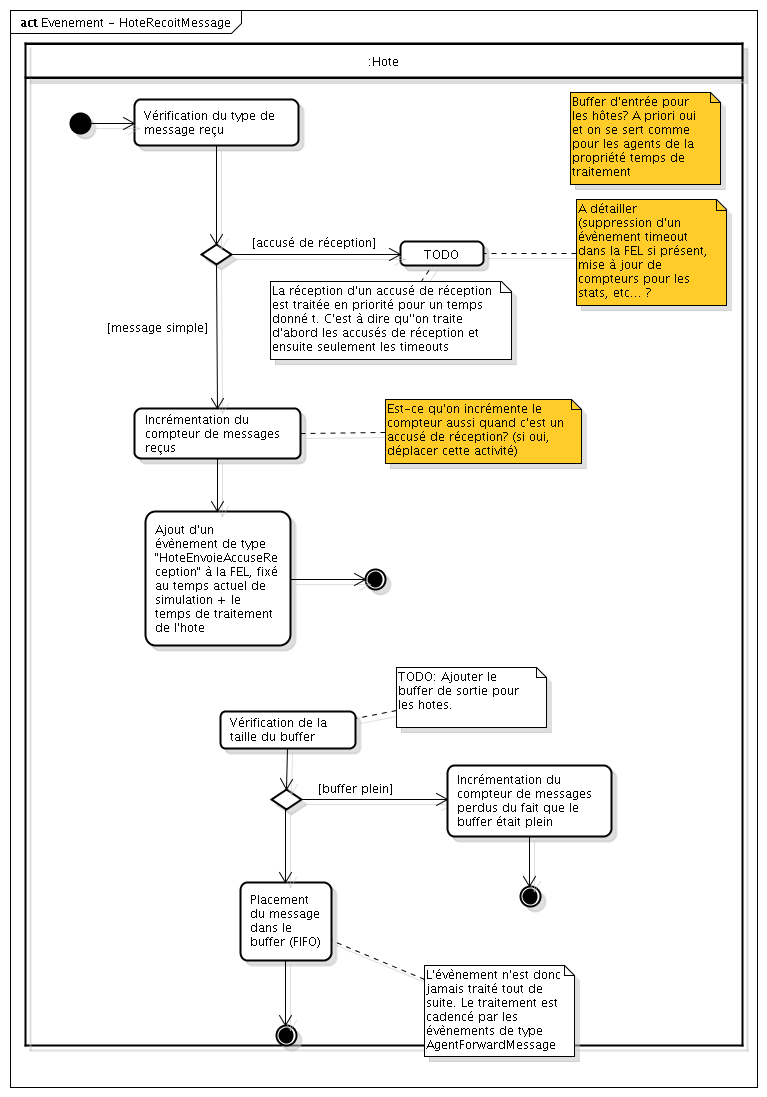 act Evenement - HoteRecoitMessage
:Hote
Vérification du type de
message reçu
Buffer d'entrée pour
les hôtes? A priori oui
et on se sert comme
pour les agents de la
propriété temps de
traitement
[accusé de réception]
TODO
A détailler
(suppression d'un
évènement timeout
dans la FEL si présent,
mise à jour de
compteurs pour les
stats, etc... ?
La réception d'un accusé de réception
est traitée en priorité pour un temps
donné t. C'est à dire qu''on traite
d'abord les accusés de réception et
ensuite seulement les timeouts
[message simple]
Incrémentation du
compteur de messages
reçus
Est-ce qu'on incrémente le
compteur aussi quand c'est un
accusé de réception? (si oui,
déplacer cette activité)
Ajout d'un
évènement de type
"HoteEnvoieAccuseRe
ception" à la FEL, fixé
au temps actuel de
simulation + le
temps de traitement
de l'hote
TODO: Ajouter le
buffer de sortie pour
les hotes.
Vérification de la
taille du buffer
[buffer plein]
Incrémentation du
compteur de messages
perdus du fait que le
buffer était plein
Placement
du message
dans le
buffer (FIFO)
L'évènement n'est donc
jamais traité tout de
suite. Le traitement est
cadencé par les
évènements de type
AgentForwardMessage